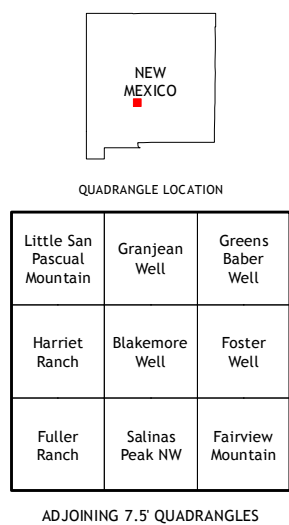 NEW
MEXICO
QUADRANGLE LOCATION
Little San
Pascual
Mountain
Granjean
Well
Greens
Baber
Well
Harriet
Ranch
Blakemore
Well
Foster
Well
Fuller
Ranch
Salinas
Peak NW
Fairview
Mountain
ADJOINING 7.5' QUADRANGLES